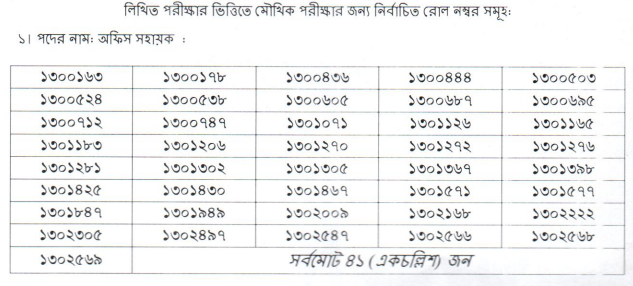 লিখিত পরীক্ষার ভিত্তিতে মৌখিক পরীক্ষার জন্য নির্বাচিত রোল নম্বর সমূহঃ
১। পদের নামঃ অফিস সহায়ক :
১৩০০১৬৩ ১৩০০১৭৮ ১৩০০৪৩৬ ১৩০০৪৪৪ ১৩০০৫০৩
১৩০০৫২৪ ১৩০০৫৩৮ ১৩০০৬০৫ ১৩০০৬৮৭ ১৩০০৬৯৫
১৩০০৭১২ ১৩০০৭৪৭ ১৩০১০৭১ ১৩০১১২৬ ১৩০১১৬৫
১৩০১১৮৩ ১৩০১২০৬ ১৩০১২৭০ ১৩০১২৭২ ১৩০১২৭৬
১৩০১২৮১ ১৩০১৩০২ ১৩০১৩০৫ ১৩০১৩৬৭ ১৩০১৩৯৮
১৩০১৪২৫ ১৩০১৪৩০ ১৩০১৪৬৭ ১৩০১৫৭১ ১৩০১৫৭৭
১৩০১৮৪৭ ১৩০১৯৪৯ ১৩০২০০৯ ১৩০২১৬৮ ১৩০২২২২
১৩০২৩০৫ ১৩০২৪৯৭ ১৩০২৫৪৭ ১৩০২৫৬৬ ১৩০২৫৬৮
১৩০২৫৬৯ সর্বমোট ৪১ (একচল্লিশ) জন